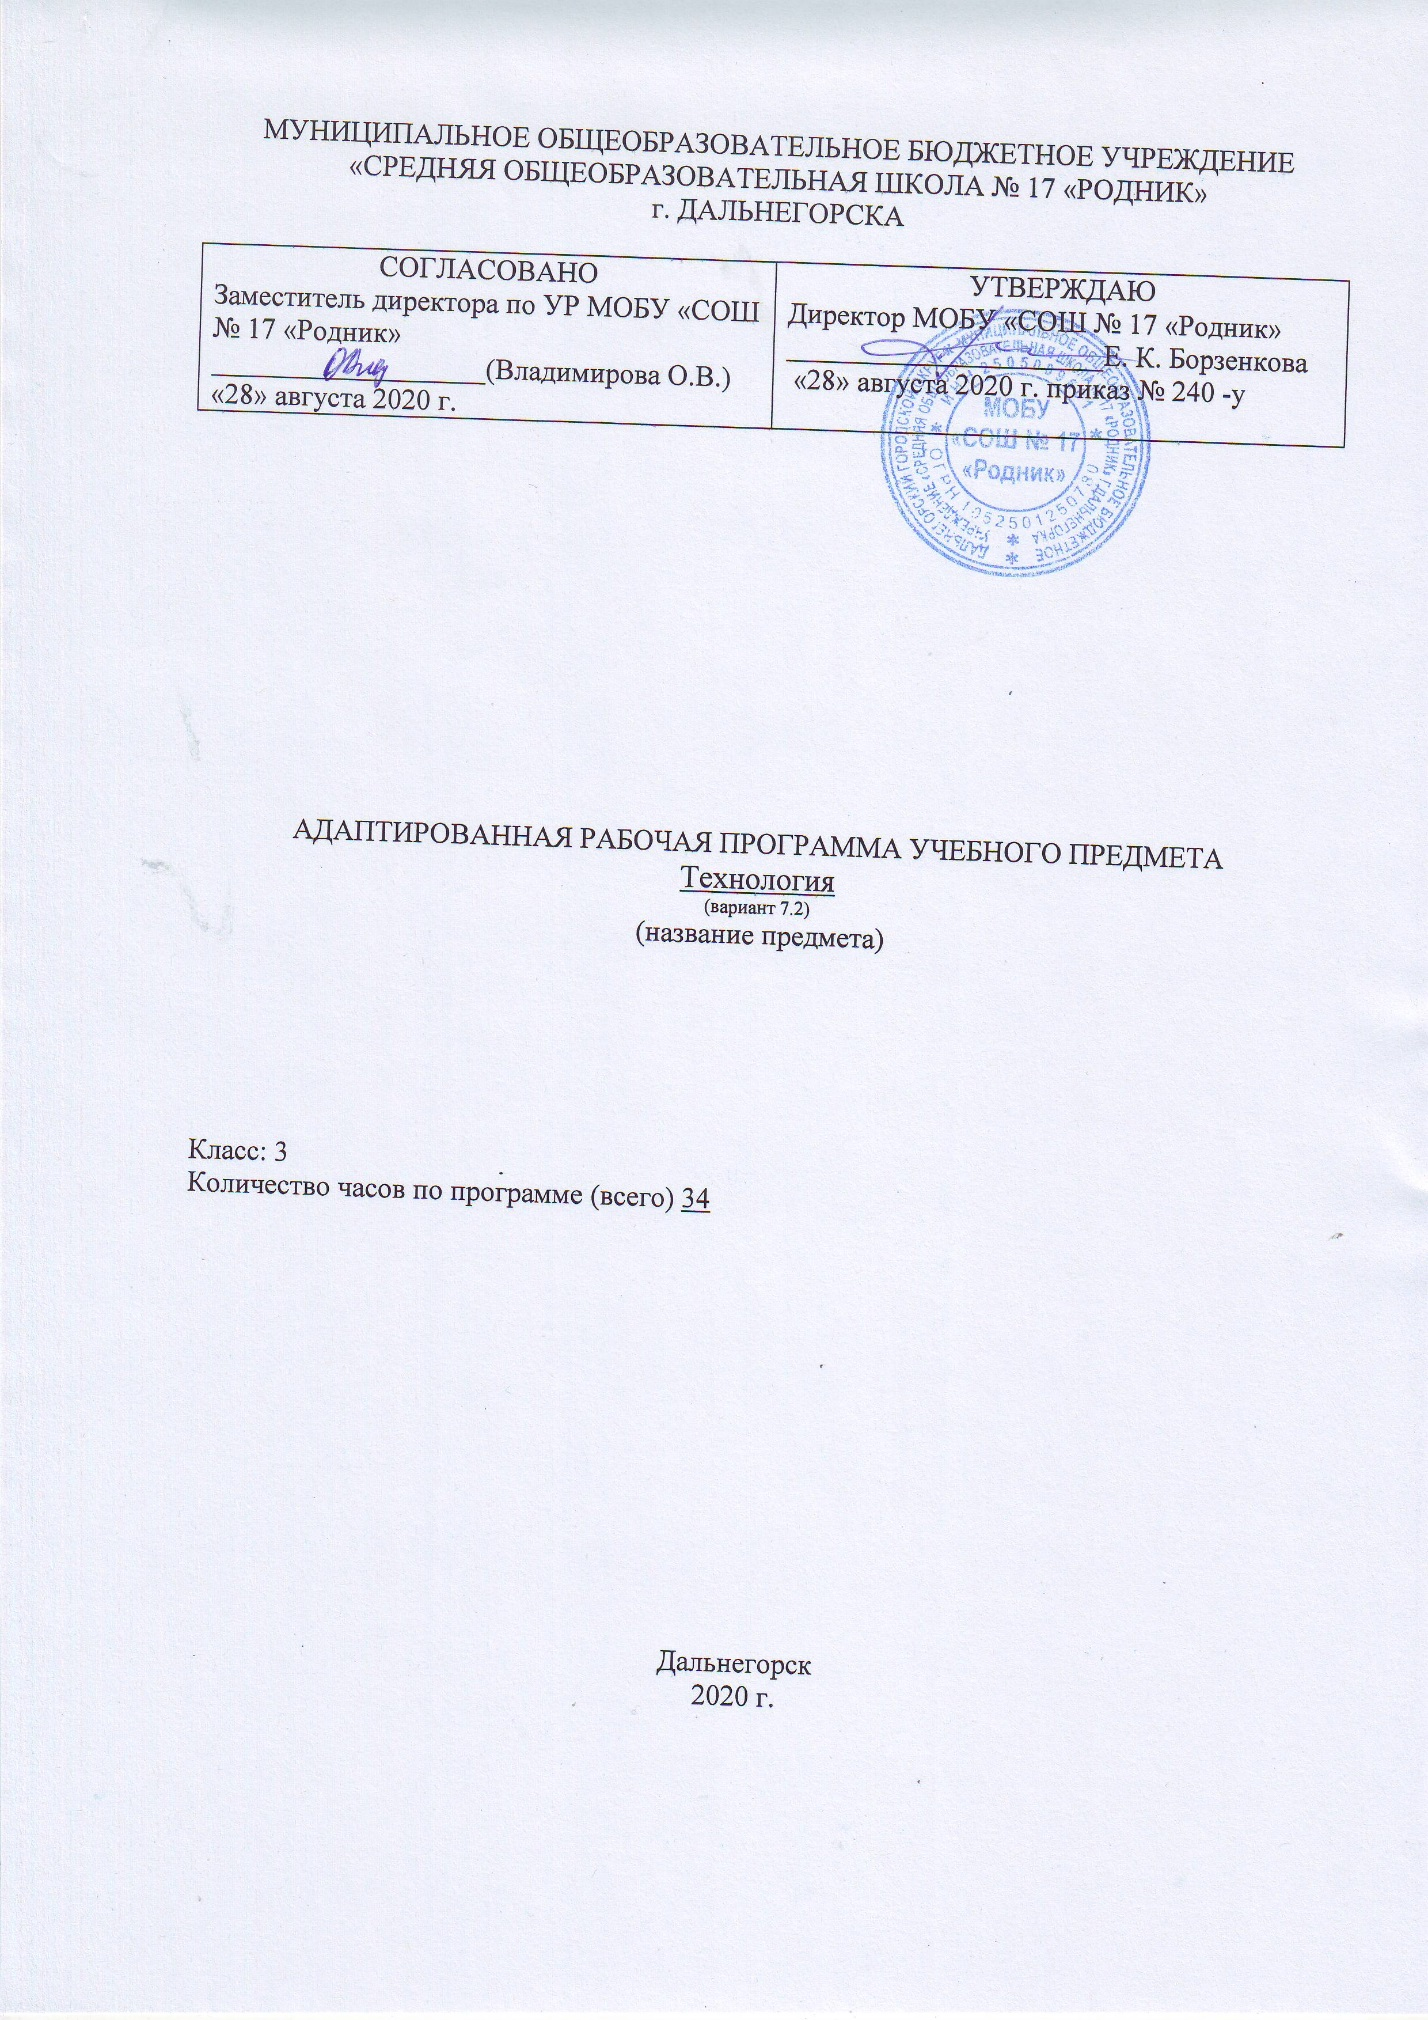 МУНИЦИПАЛЬНОЕ ОБЩЕОБРАЗОВАТЕЛЬНОЕ БЮДЖЕТНОЕ УЧРЕЖДЕНИЕ
«СРЕДНЯЯ ОБЩЕОБРАЗОВАТЕЛЬНАЯ ШКОЛА № 17 «РОДНИК»
г. ДАЛЬНЕГОРСКА
СОГЛАСОВАНО
Заместитель директора по УР МОБУ «СОШ
№ 17 «Родник»
(Владимирова О.В.)
«28» августа 2020 г.
УТВЕРЖДАЮ
Директор МОБУ «СОШ № 17 «Родник»
Е. К. Борзенкова
«28» августа 2020 г. приказ № 240 -у
МОБУ
«СОШ № 17
«Родник»
ОГРН 1052501250780
АДАПТИРОВАННАЯ РАБОЧАЯ ПРОГРАММА УЧЕБНОГО ПРЕДМЕТА
Технология
(вариант 7.2)
(название предмета)
Класс: 3
Количество часов по программе (всего) 34
Дальнегорск
2020 г.